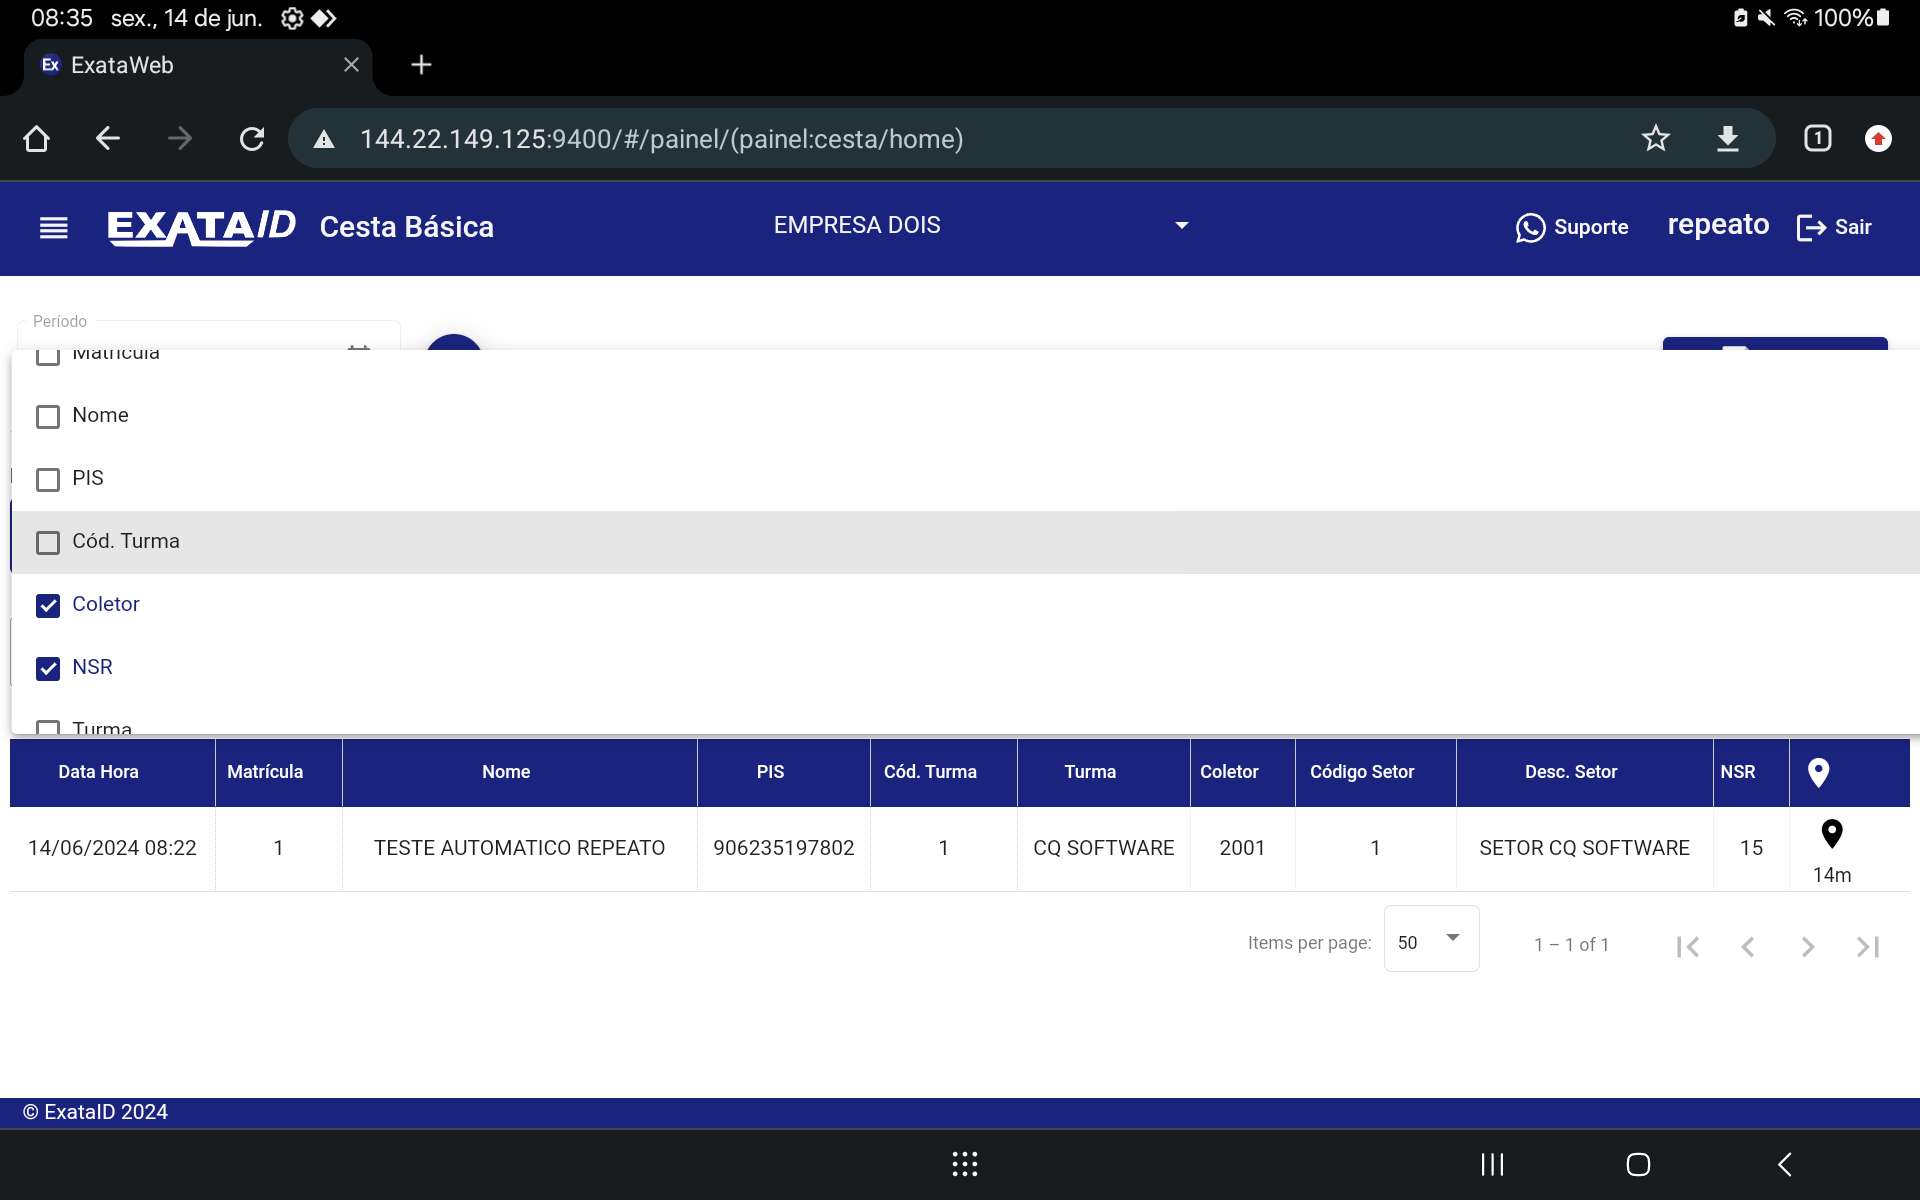 08:35 sex., 14 de jun. 100%
Ex ExataWeb
144.22.149.125:9400/#/painel/(painel:cesta/home) 1
EXATAID Cesta Básica EMPRESA DOIS Suporte repeato Sair
Período
Matrícula
Nome
PIS
Cód. Turma
Coletor
NSR
Turma
Data Hora Matrícula Nome PIS Cód. Turma Turma Coletor Código Setor Desc. Setor NSR
14/06/2024 08:22 1 TESTE AUTOMATICO REPEATO 906235197802 1 CQ SOFTWARE 2001 1 SETOR CQ SOFTWARE 15 14m
Items per page: 50 1 – 1 of 1
© ExataID 2024